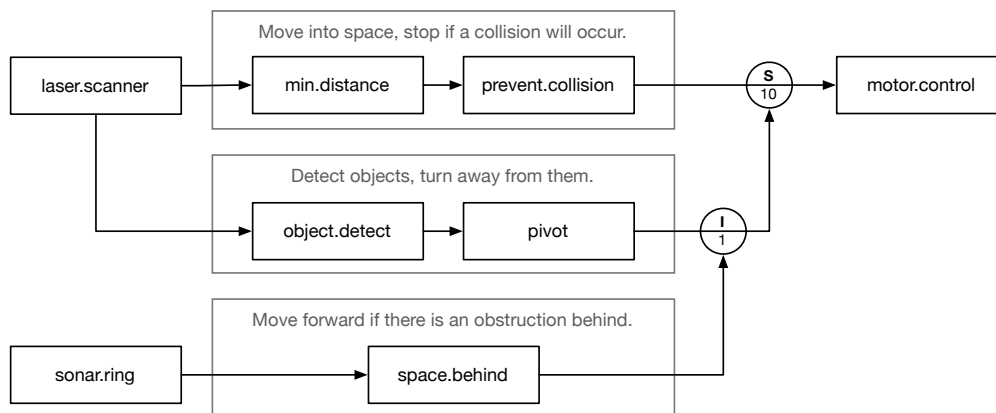 Move into space, stop if a collision will occur.
laser.scanner
min.distance
prevent.collision
S
10
motor.control
Detect objects, turn away from them.
object.detect
pivot
I
1
Move forward if there is an obstruction behind.
sonar.ring
space.behind